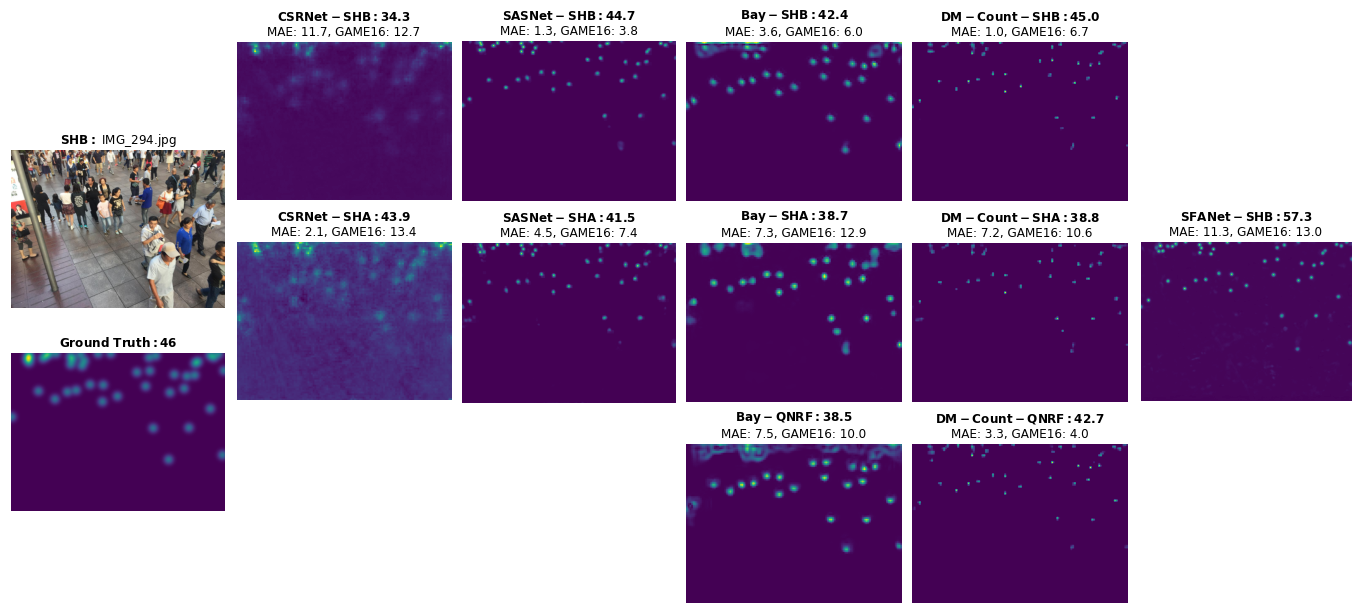 CSRNet − SHB : 34.3
MAE: 11.7, GAME16: 12.7
SASNet − SHB : 44.7
MAE: 1.3, GAME16: 3.8
Bay − SHB : 42.4
MAE: 3.6, GAME16: 6.0
DM − Count − SHB : 45.0
MAE: 1.0, GAME16: 6.7
SHB : IMG_294.jpg
CSRNet − SHA : 43.9
MAE: 2.1, GAME16: 13.4
SASNet − SHA : 41.5
MAE: 4.5, GAME16: 7.4
Bay − SHA : 38.7
MAE: 7.3, GAME16: 12.9
DM − Count − SHA : 38.8
MAE: 7.2, GAME16: 10.6
SFANet − SHB : 57.3
MAE: 11.3, GAME16: 13.0
Ground Truth : 46
Bay − QNRF : 38.5
MAE: 7.5, GAME16: 10.0
DM − Count − QNRF : 42.7
MAE: 3.3, GAME16: 4.0